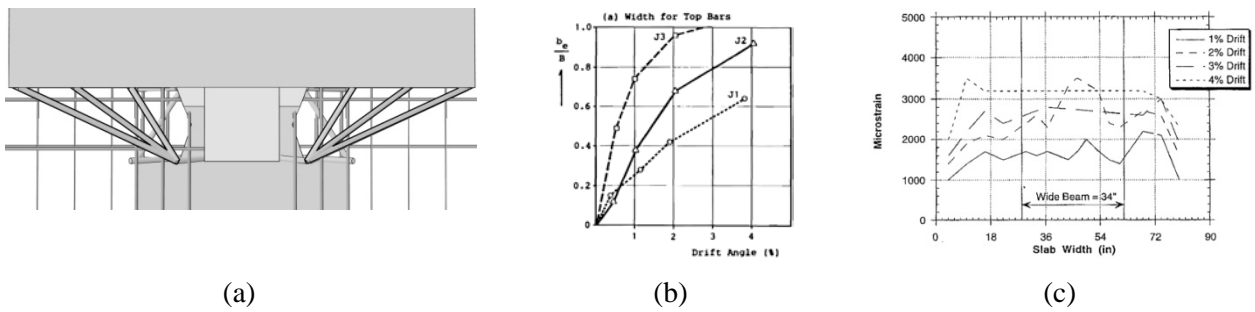 (a) Width for Top Bars
b_e
B
1.0
0.8
0.6
0.4
0.2
0
J3
J2
J1
1 2 3 4
Drift Angle (%)
5000
4000
3000
2000
1000
0
Microstrain
1% Drift
2% Drift
3% Drift
4% Drift
Wide Beam = 34"
0 18 36 54 72 90
Slab Width (in)
(a) (b) (c)